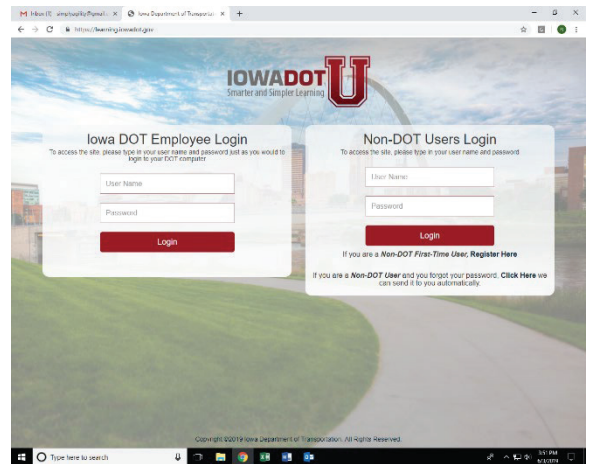 Iowa Department of Transporta
https://learning.iowadot.gov
IOWADOT U
Smarter and Simpler Learning
Iowa DOT Employee Login
To access the site, please type in your user name and password just as you would to
login to your DOT computer
User Name
Password
Login
Non-DOT Users Login
To access the site, please type in your user name and password
User Name
Password
Login
If you are a Non-DOT First-Time User, Register Here
If you are a Non-DOT User and you forgot your password, Click Here we
can send it to you automatically.
Copyright ©2019 Iowa Department of Transportation. All Rights Reserved.
Type here to search
3:51 PM